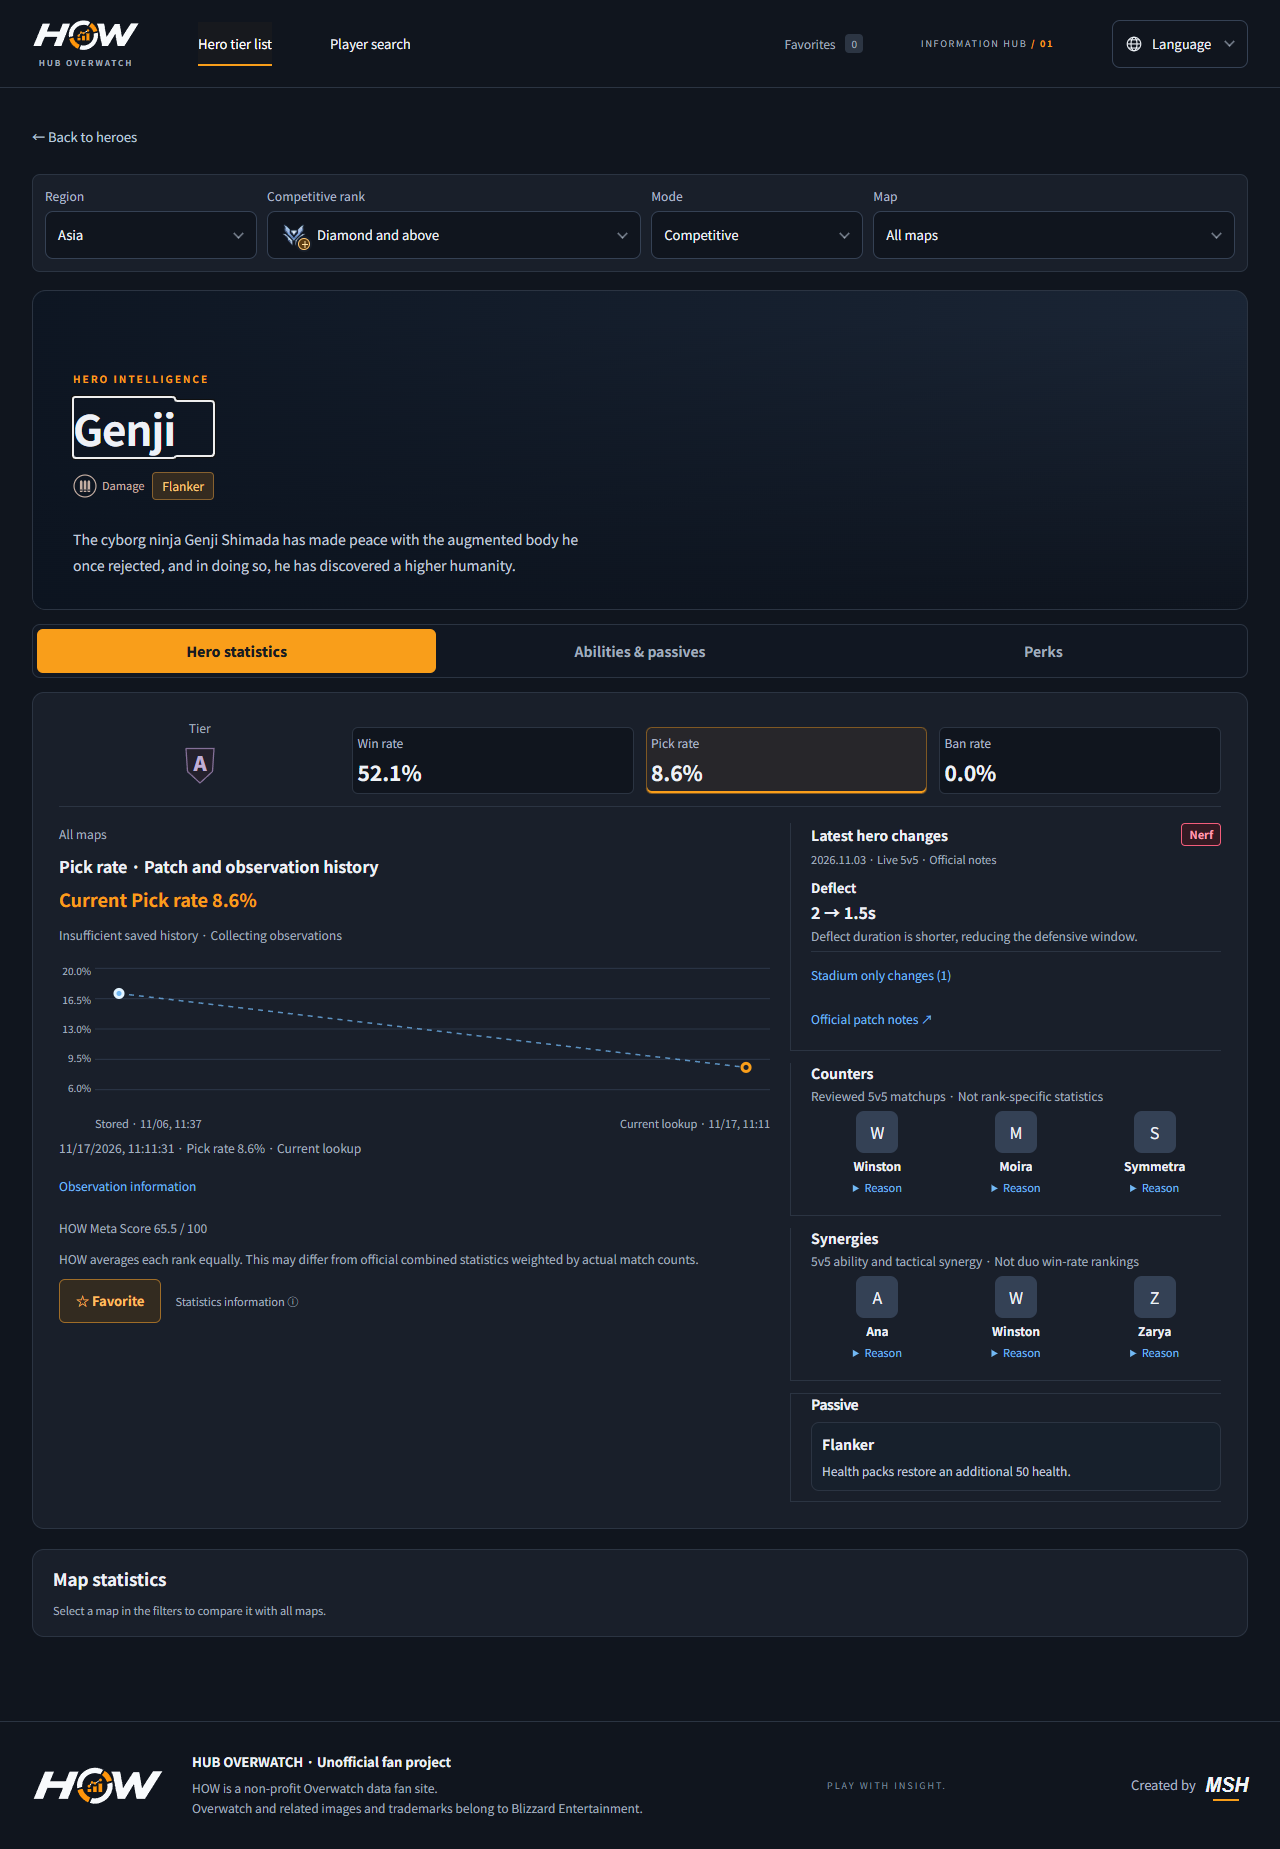 HOW
HUB OVERWATCH
Hero tier list
Player search
Favorites 0
INFORMATION HUB / 01
Language
← Back to heroes
Region
Competitive rank
Mode
Map
Asia
Diamond and above
Competitive
All maps
HERO INTELLIGENCE
Genji
Damage
Flanker
The cyborg ninja Genji Shimada has made peace with the augmented body he
once rejected, and in doing so, he has discovered a higher humanity.
Hero statistics
Abilities & passives
Perks
Tier
A
Win rate
52.1%
Pick rate
8.6%
Ban rate
0.0%
All maps
Pick rate · Patch and observation history
Current Pick rate 8.6%
Insufficient saved history · Collecting observations
20.0%
16.5%
13.0%
9.5%
6.0%
Stored · 11/06, 11:37
Current lookup · 11/17, 11:11
11/17/2026, 11:11:31 · Pick rate 8.6% · Current lookup
Observation information
HOW Meta Score 65.5 / 100
HOW averages each rank equally. This may differ from official combined statistics weighted by actual match counts.
☆ Favorite
Statistics information ⓘ
Latest hero changes
Nerf
2026.11.03 · Live 5v5 · Official notes
Deflect
2 → 1.5s
Deflect duration is shorter, reducing the defensive window.
Stadium only changes (1)
Official patch notes ↗
Counters
Reviewed 5v5 matchups · Not rank-specific statistics
W
M
S
Winston
Moira
Symmetra
▶ Reason
▶ Reason
▶ Reason
Synergies
5v5 ability and tactical synergy · Not duo win-rate rankings
A
W
Z
Ana
Winston
Zarya
▶ Reason
▶ Reason
▶ Reason
Passive
Flanker
Health packs restore an additional 50 health.
Map statistics
Select a map in the filters to compare it with all maps.
HOW
HUB OVERWATCH · Unofficial fan project
HOW is a non-profit Overwatch data fan site.
Overwatch and related images and trademarks belong to Blizzard Entertainment.
PLAY WITH INSIGHT.
Created by MSH